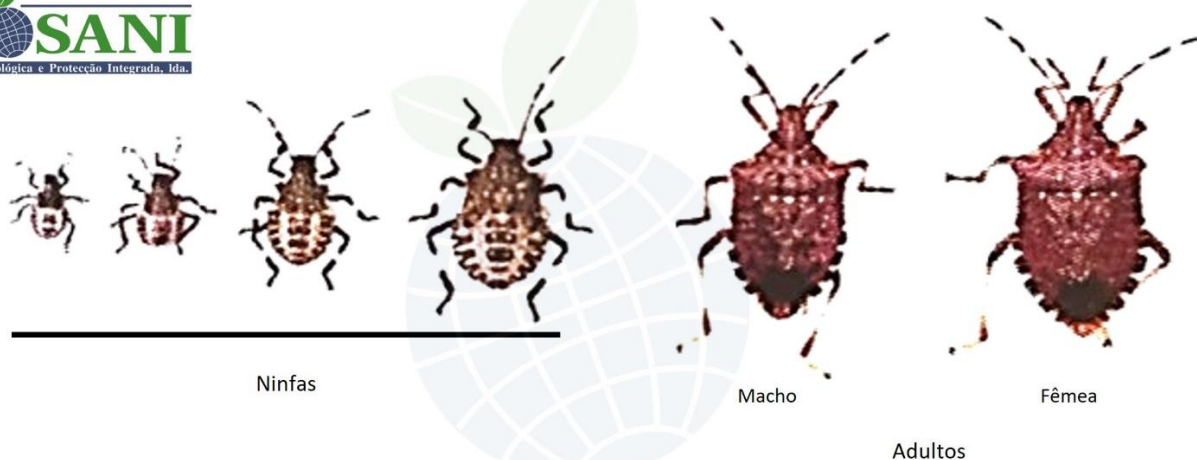 SANI
lógica e Protecção Integrada, lda.
Ninfas
Macho
Fêmea
Adultos